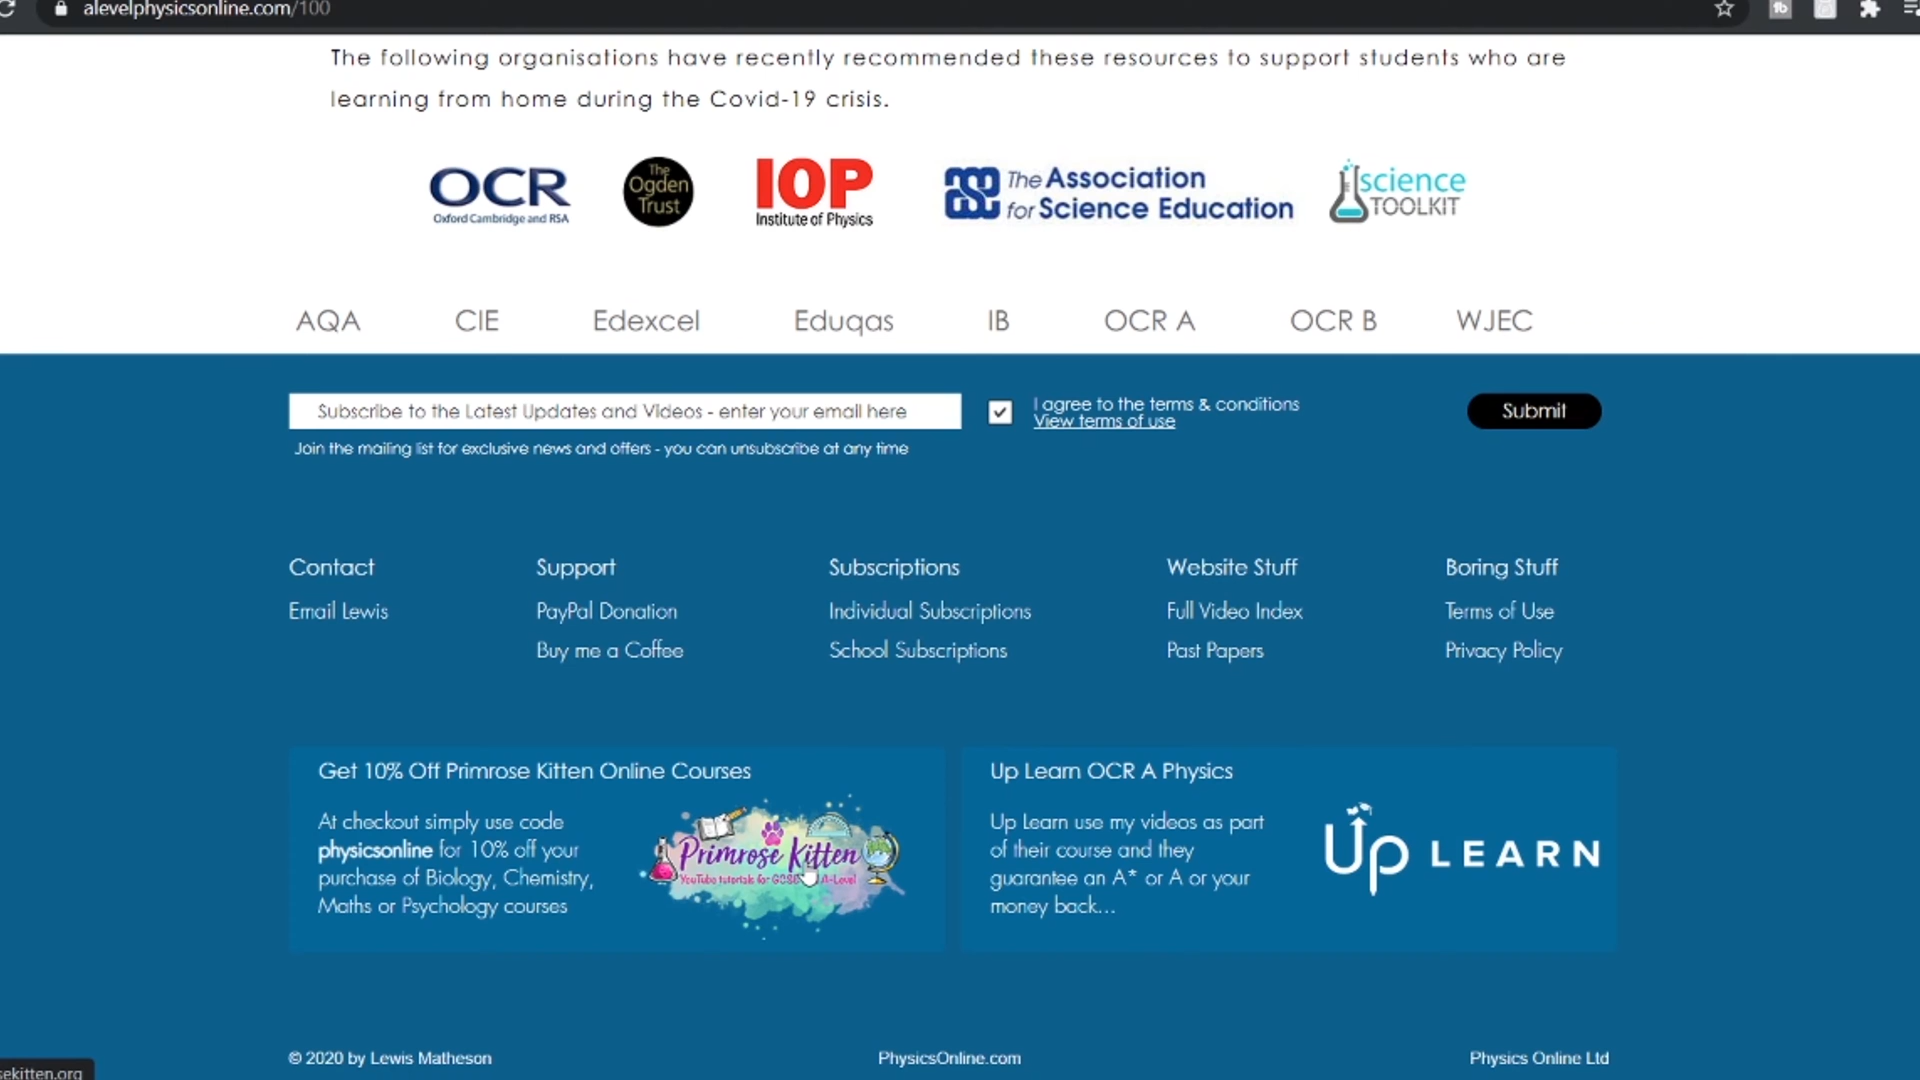 alevelphysicsonline.com/100
The following organisations have recently recommended these resources to support students who are
learning from home during the Covid-19 crisis.
OCR
Oxford Cambridge and RSA
The
Ogden
Trust
IOP
Institute of Physics
ase The Association
for Science Education
science
TOOLKIT
AQA CIE Edexcel Eduqas IB OCR A OCR B WJEC
Subscribe to the Latest Updates and Videos - enter your email here
I agree to the terms & conditions
View terms of use
Submit
Join the mailing list for exclusive news and offers - you can unsubscribe at any time
Contact Support Subscriptions Website Stuff Boring Stuff
Email Lewis PayPal Donation Individual Subscriptions Full Video Index Terms of Use
Buy me a Coffee School Subscriptions Past Papers Privacy Policy
Get 10% Off Primrose Kitten Online Courses
At checkout simply use code
physicsonline for 10% off your
purchase of Biology, Chemistry,
Maths or Psychology courses
Primrose Kitten
YouTube tutorials for GCSE A-Level
Up Learn OCR A Physics
Up Learn use my videos as part
of their course and they
guarantee an A* or A or your
money back...
Up LEARN
© 2020 by Lewis Matheson PhysicsOnline.com Physics Online Ltd
sekitten.org